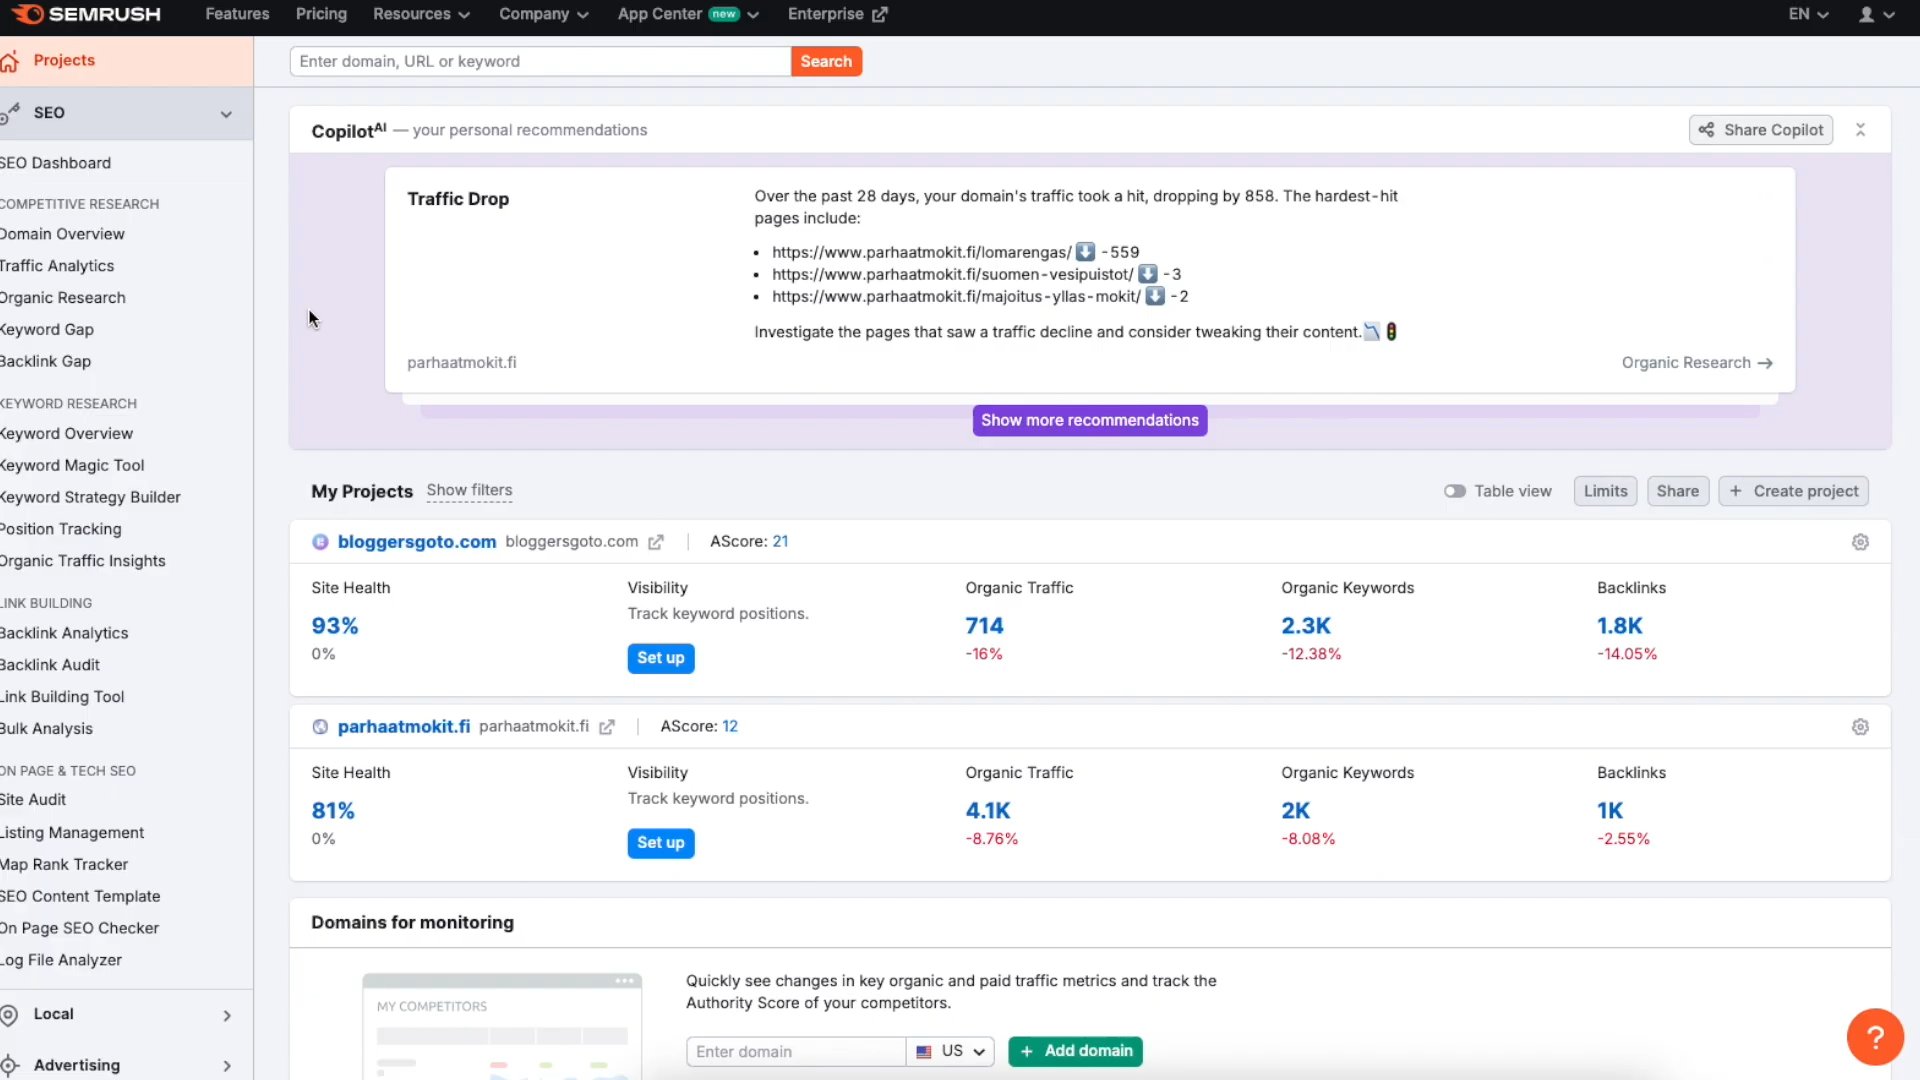 SEMRUSH
Features
Pricing
Resources
Company
App Center new
Enterprise
EN
Projects
SEO
SEO Dashboard
COMPETITIVE RESEARCH
Domain Overview
Traffic Analytics
Organic Research
Keyword Gap
Backlink Gap
KEYWORD RESEARCH
Keyword Overview
Keyword Magic Tool
Keyword Strategy Builder
Position Tracking
Organic Traffic Insights
LINK BUILDING
Backlink Analytics
Backlink Audit
Link Building Tool
Bulk Analysis
ON PAGE & TECH SEO
Site Audit
Listing Management
Map Rank Tracker
SEO Content Template
On Page SEO Checker
Log File Analyzer
Local
Advertising
Enter domain, URL or keyword
Search
CopilotAI — your personal recommendations
Share Copilot
Traffic Drop
Over the past 28 days, your domain's traffic took a hit, dropping by 858. The hardest-hit
pages include:
• https://www.parhaatmokit.fi/lomarengas/ ⬇️ -559
• https://www.parhaatmokit.fi/suomen-vesipuistot/ ⬇️ -3
• https://www.parhaatmokit.fi/majoitus-yllas-mokit/ ⬇️ -2
Investigate the pages that saw a traffic decline and consider tweaking their content.📉🚦
parhaatmokit.fi
Organic Research →
Show more recommendations
My Projects
Show filters
Table view
Limits
Share
+ Create project
bloggersgoto.com bloggersgoto.com
AScore: 21
Site Health
93%
0%
Visibility
Track keyword positions.
Set up
Organic Traffic
714
-16%
Organic Keywords
2.3K
-12.38%
Backlinks
1.8K
-14.05%
parhaatmokit.fi parhaatmokit.fi
AScore: 12
Site Health
81%
0%
Visibility
Track keyword positions.
Set up
Organic Traffic
4.1K
-8.76%
Organic Keywords
2K
-8.08%
Backlinks
1K
-2.55%
Domains for monitoring
MY COMPETITORS
Quickly see changes in key organic and paid traffic metrics and track the
Authority Score of your competitors.
Enter domain
US
+ Add domain
?